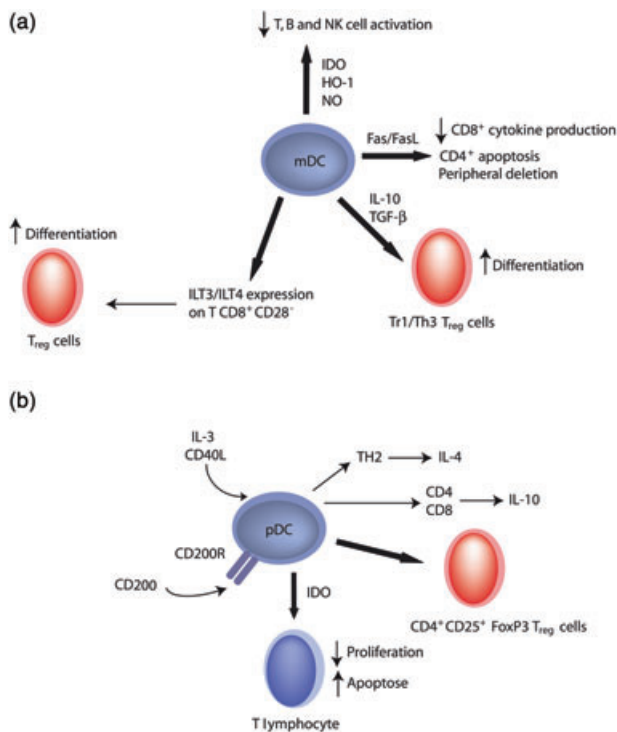 (a)
↓ T, B and NK cell activation
IDO
HO-1
NO
mDC
Fas/FasL
↓ CD8⁺ cytokine production
CD4⁺ apoptosis
Peripheral deletion
IL-10
TGF-β
↑ Differentiation
Treg cells
ILT3/ILT4 expression
on T CD8⁺ CD28⁻
↑ Differentiation
Tr1/Th3 Treg cells
(b)
IL-3
CD40L
TH2
IL-4
CD4
CD8
IL-10
pDC
CD200R
CD200
IDO
CD4⁺ CD25⁺ FoxP3 Treg cells
↓ Proliferation
↑ Apoptose
T lymphocyte